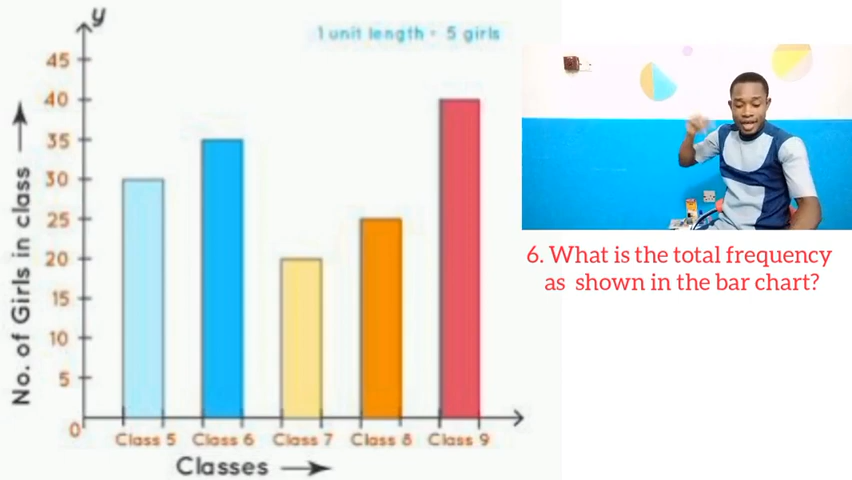 y
1 unit length - 5 girls
45
40
35
30
25
20
15
10
5
0
No. of Girls in class
Class 5 Class 6 Class 7 Class 8 Class 9
Classes
6. What is the total frequency
as shown in the bar chart?